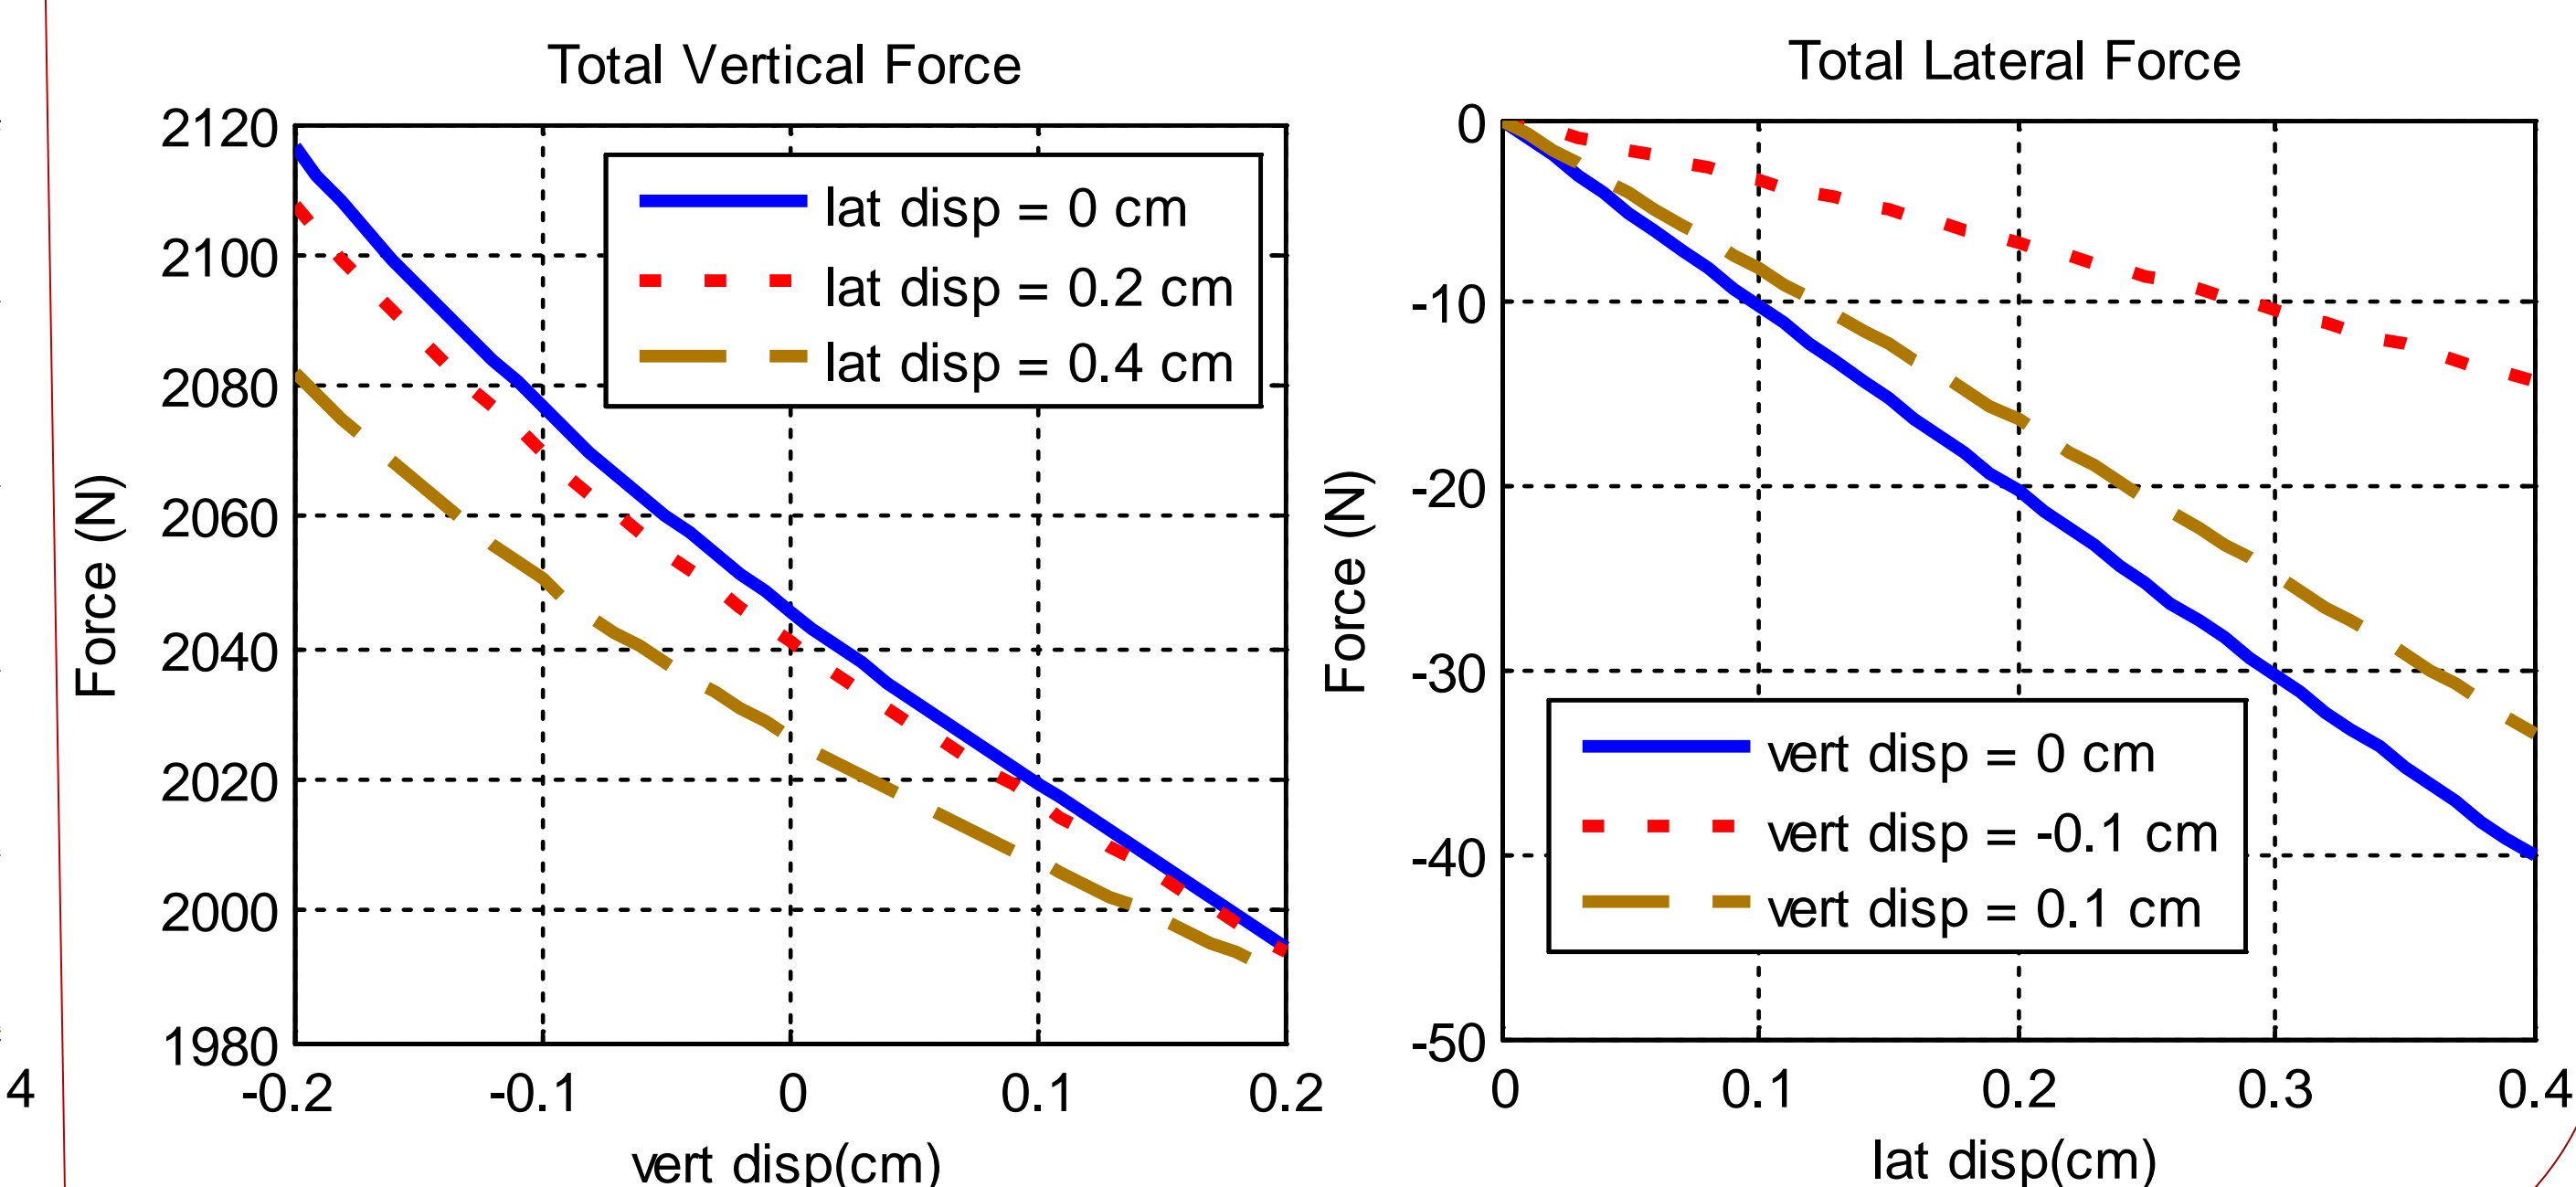 Total Vertical Force
2120
2100
2080
2060
2040
2020
2000
1980
-0.2
-0.1
0
0.1
0.2
Force (N)
vert disp(cm)
lat disp = 0 cm
lat disp = 0.2 cm
lat disp = 0.4 cm
4
Total Lateral Force
0
-10
-20
-30
-40
-50
0
0.1
0.2
0.3
0.4
Force (N)
lat disp(cm)
vert disp = 0 cm
vert disp = -0.1 cm
vert disp = 0.1 cm